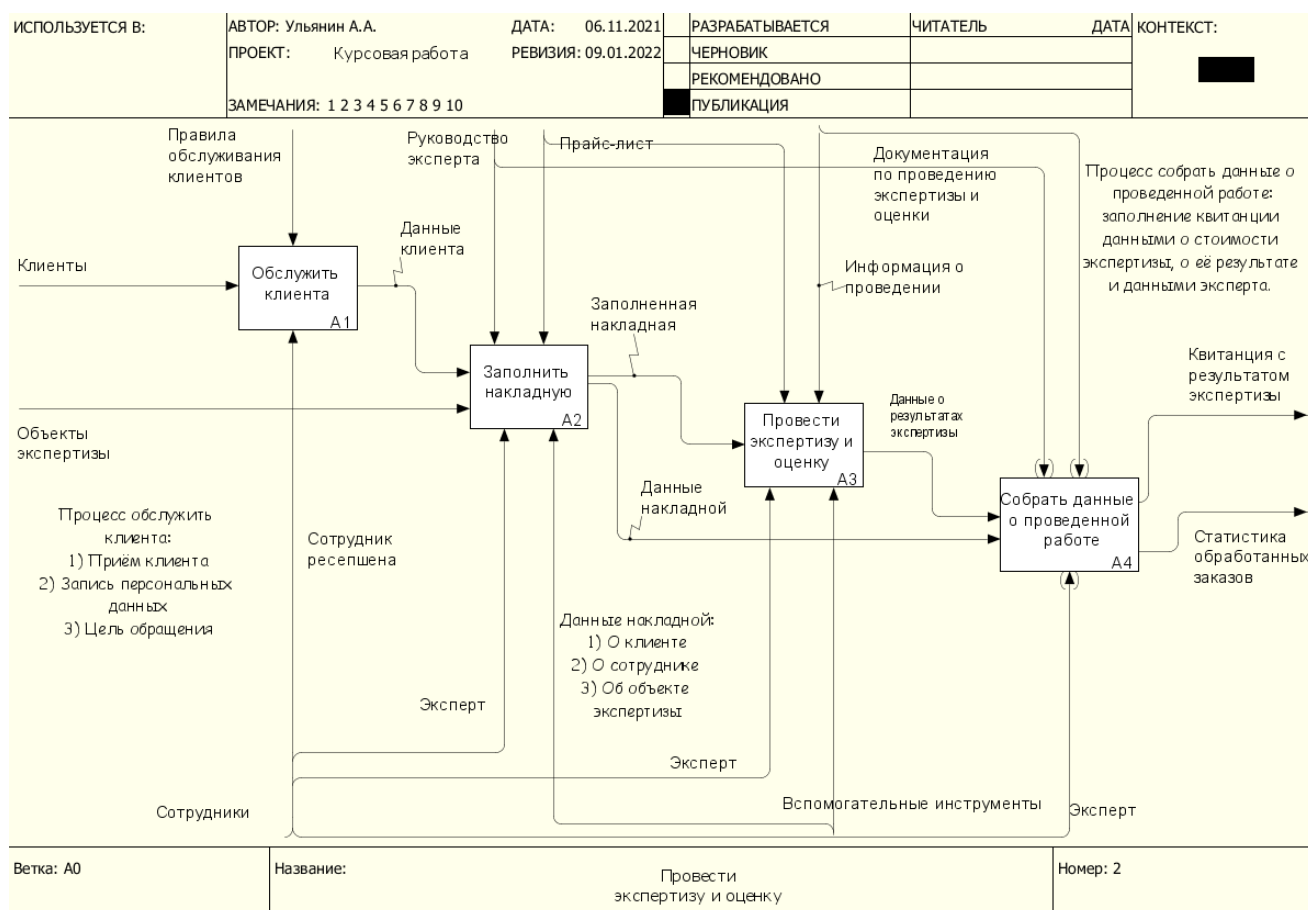 ИСПОЛЬЗУЕТСЯ В:
АВТОР: Ульянин А.А.
ДАТА: 06.11.2021
ПРОЕКТ: Курсовая работа
РЕВИЗИЯ: 09.01.2022
ЗАМЕЧАНИЯ: 1 2 3 4 5 6 7 8 9 10
РАЗРАБАТЫВАЕТСЯ
ЧЕРНОВИК
РЕКОМЕНДОВАНО
ПУБЛИКАЦИЯ
ЧИТАТЕЛЬ
ДАТА
КОНТЕКСТ:
Правила
обслуживания
клиентов
Руководство
эксперта
Прайс-лист
Документация
по проведению
экспертизы и
оценки
Процесс собрать данные о
проведенной работе:
заполнение квитанции
данными о стоимости
экспертизы, о её результате
и данными эксперта.
Данные
клиента
Клиенты
Обслужить
клиента
A1
Информация о
проведении
Заполненная
накладная
Заполнить
накладную
A2
Квитанция с
результатом
экспертизы
Объекты
экспертизы
Провести
экспертизу и
оценку
A3
Данные о
результатах
экспертизы
Данные
накладной
Собрать данные
о проведенной
работе
A4
Процесс обслужить
клиента:
1) Приём клиента
2) Запись персональных
данных
3) Цель обращения
Сотрудник
ресепшена
Статистика
обработанных
заказов
Данные накладной:
1) О клиенте
2) О сотруднике
3) Об объекте
экспертизы
Эксперт
Эксперт
Сотрудники
Вспомогательные инструменты
Эксперт
Ветка: A0
Название:
Провести
экспертизу и оценку
Номер: 2